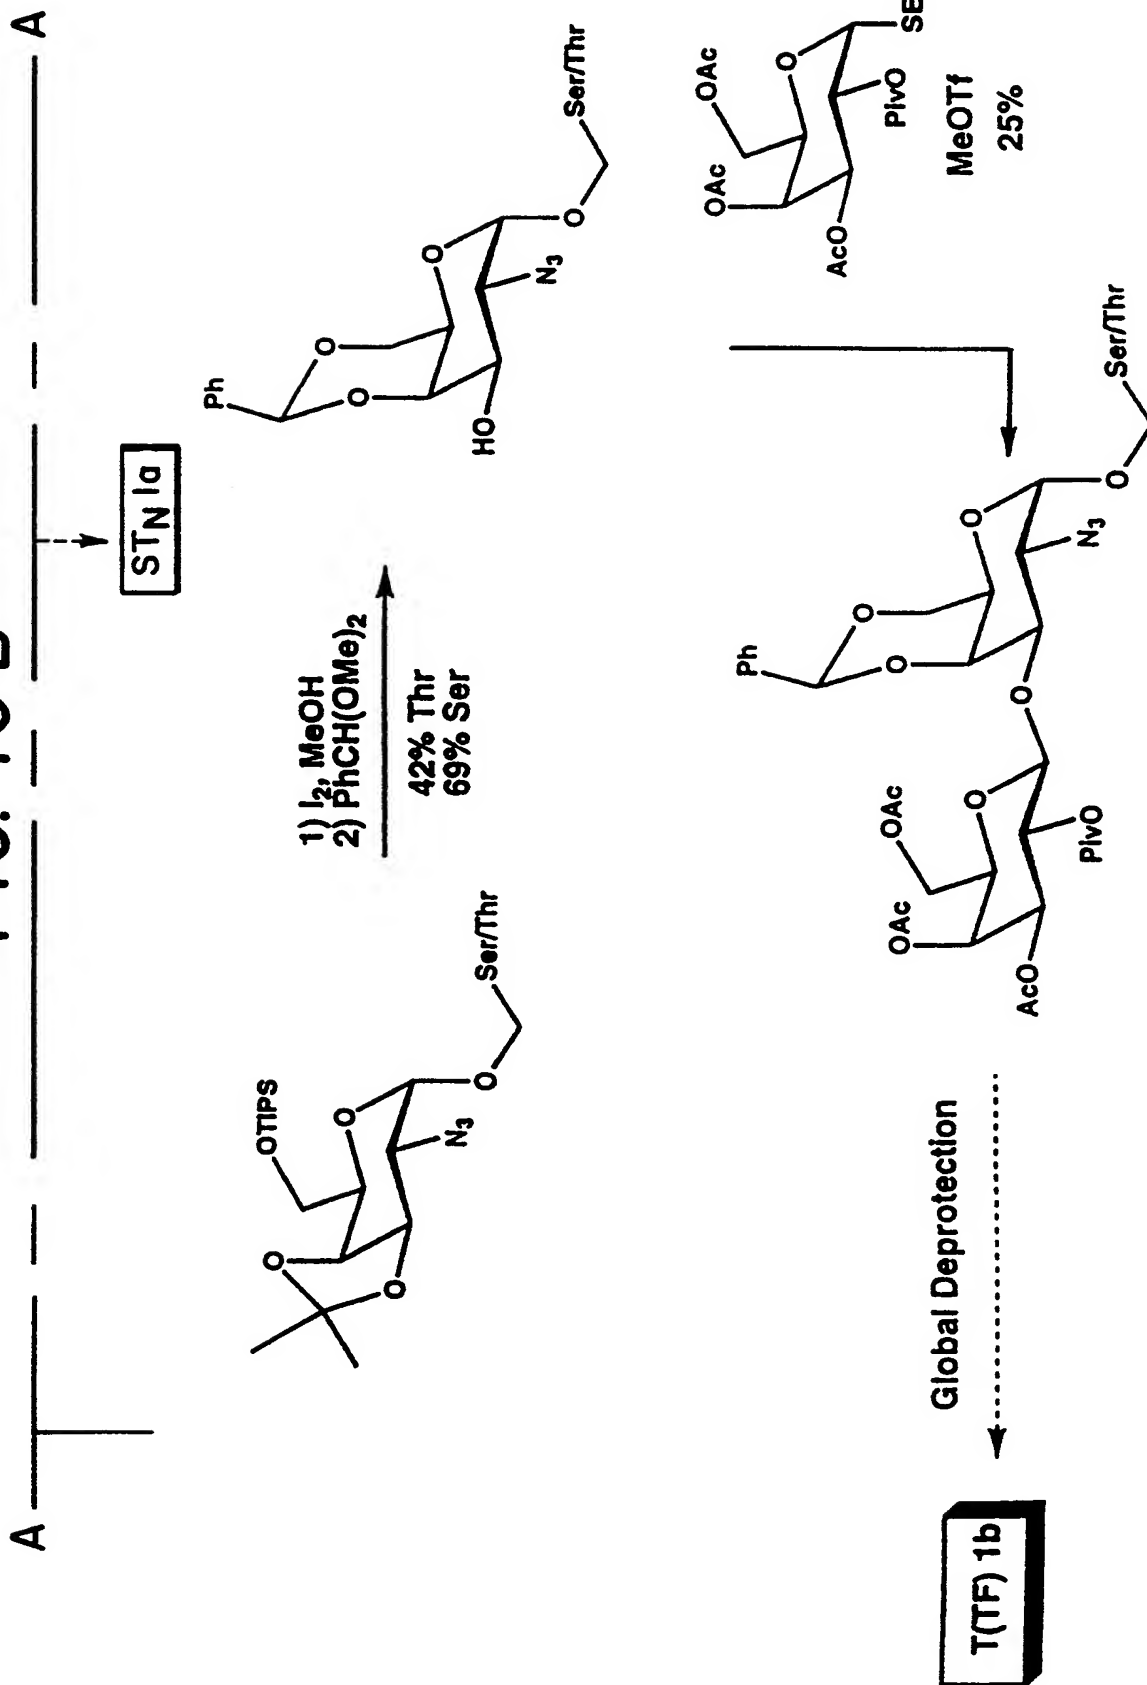 A
A
STN Ia
OTIPS
O
O
O
N3
O
Ser/Thr
1) I2, MeOH
2) PhCH(OMe)2
42% Thr
69% Ser
Ph
O
O
HO
O
N3
O
Ser/Thr
OAc
OAc
O
AcO
PivO
MeOTf
25%
Ph
O
O
O
N3
O
Ser/Thr
O
OAc
OAc
O
AcO
PivO
Global Deprotection
T(TF) 1b